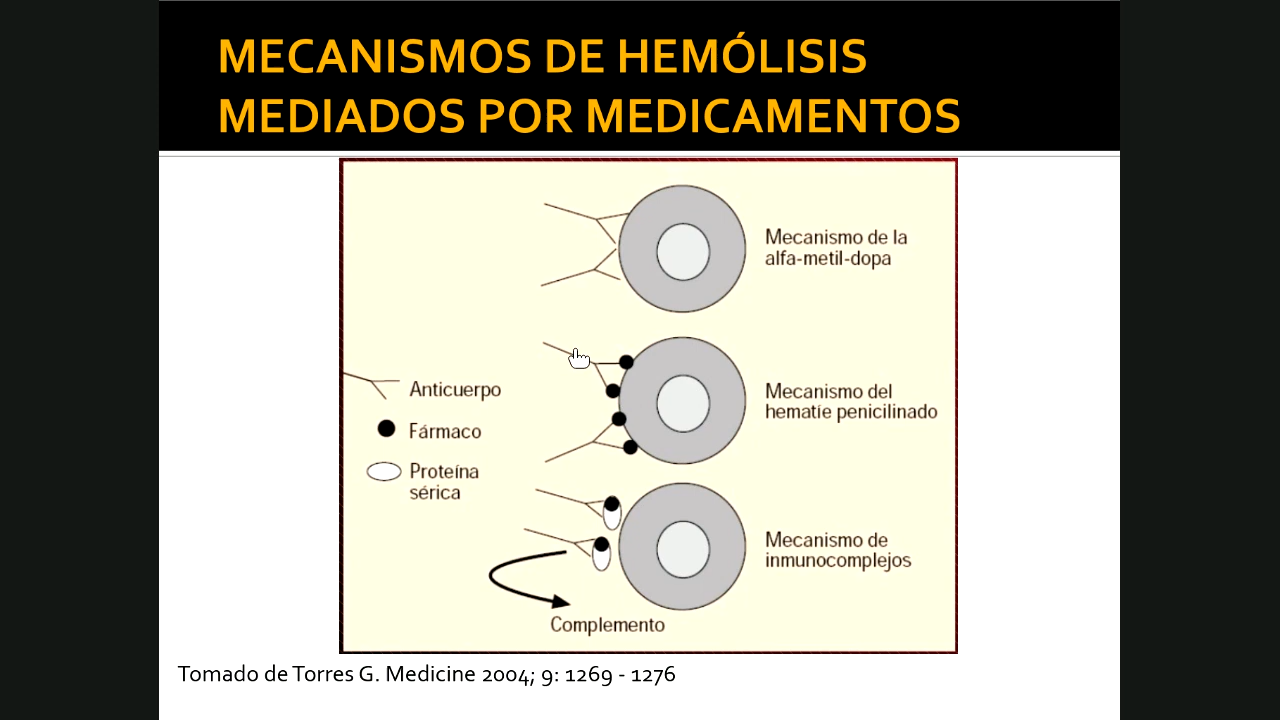 MECANISMOS DE HEMÓLISIS
MEDIADOS POR MEDICAMENTOS
Mecanismo de la
alfa-metil-dopa
Anticuerpo
Fármaco
Proteína
sérica
Mecanismo del
hematíe penicilinado
Mecanismo de
inmunocomplejos
Complemento
Tomado de Torres G. Medicine 2004; 9: 1269 - 1276